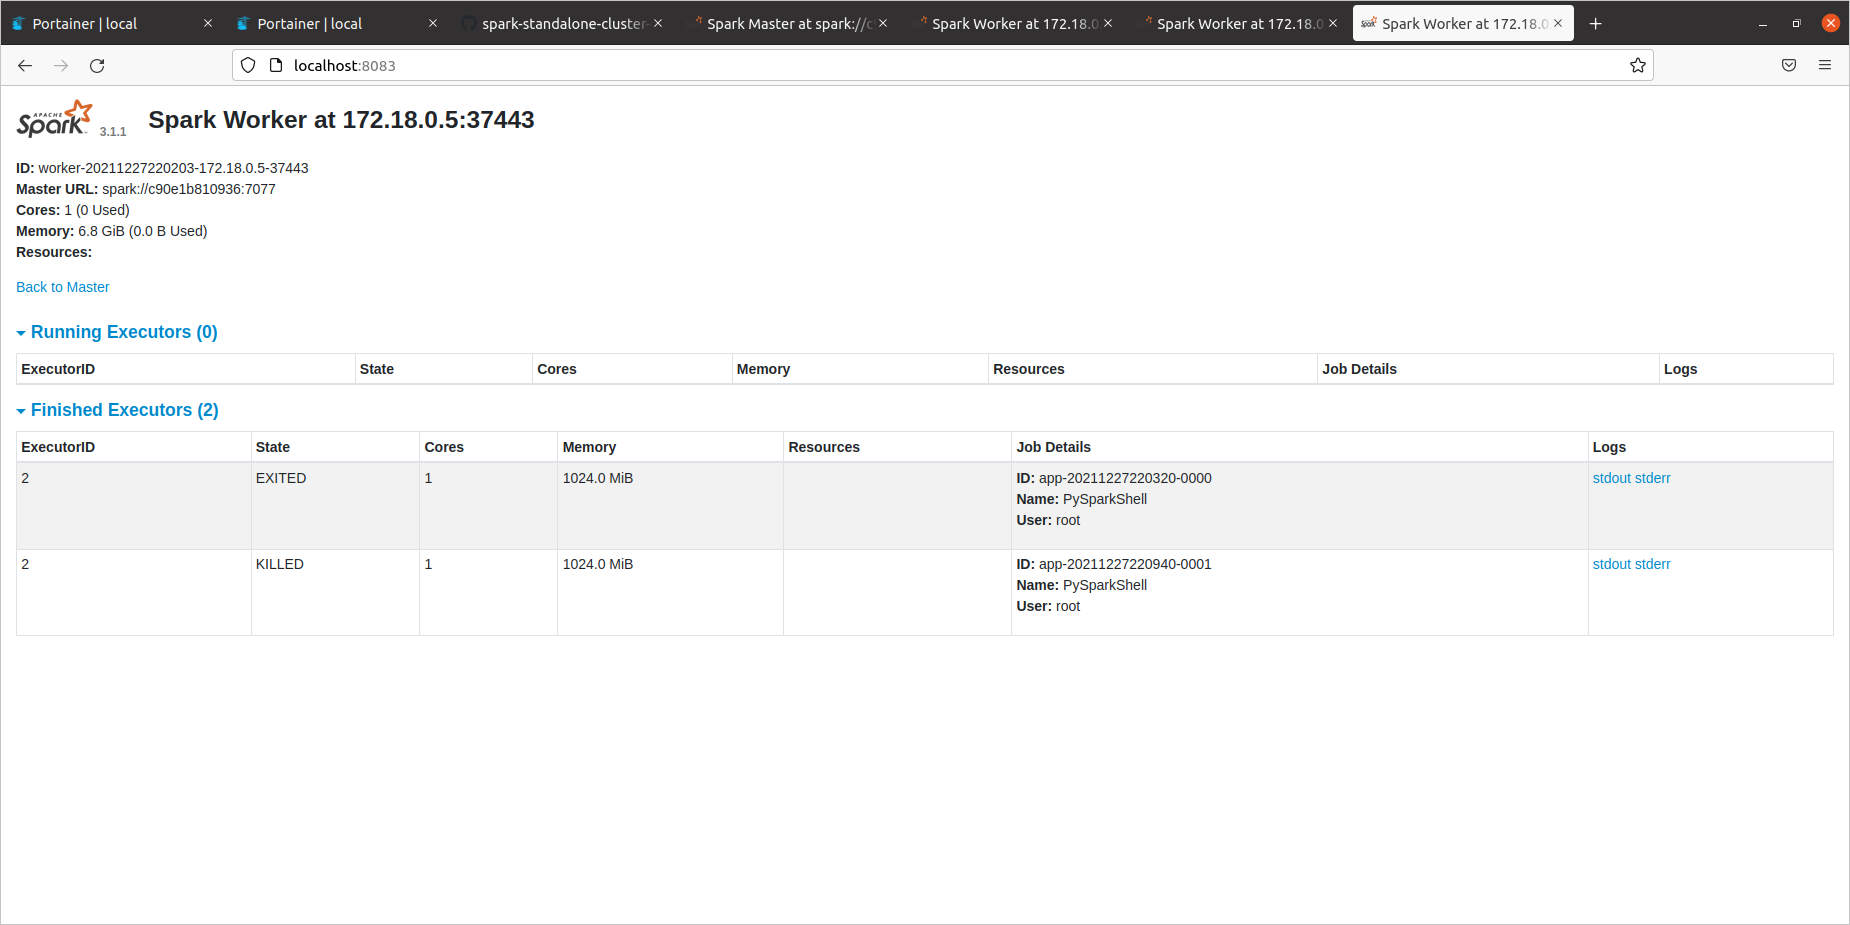 Portainer | local
Portainer | local
spark-standalone-cluster-
Spark Master at spark://
Spark Worker at 172.18.0
Spark Worker at 172.18.0
Spark Worker at 172.18.0
localhost:8083
APACHE Spark 3.1.1
Spark Worker at 172.18.0.5:37443
ID: worker-20211227220203-172.18.0.5-37443
Master URL: spark://c90e1b810936:7077
Cores: 1 (0 Used)
Memory: 6.8 GiB (0.0 B Used)
Resources:
Back to Master
Running Executors (0)
ExecutorID State Cores Memory Resources Job Details Logs
Finished Executors (2)
ExecutorID State Cores Memory Resources Job Details Logs
2 EXITED 1 1024.0 MiB ID: app-20211227220320-0000 stdout stderr
Name: PySparkShell
User: root
2 KILLED 1 1024.0 MiB ID: app-20211227220940-0001 stdout stderr
Name: PySparkShell
User: root